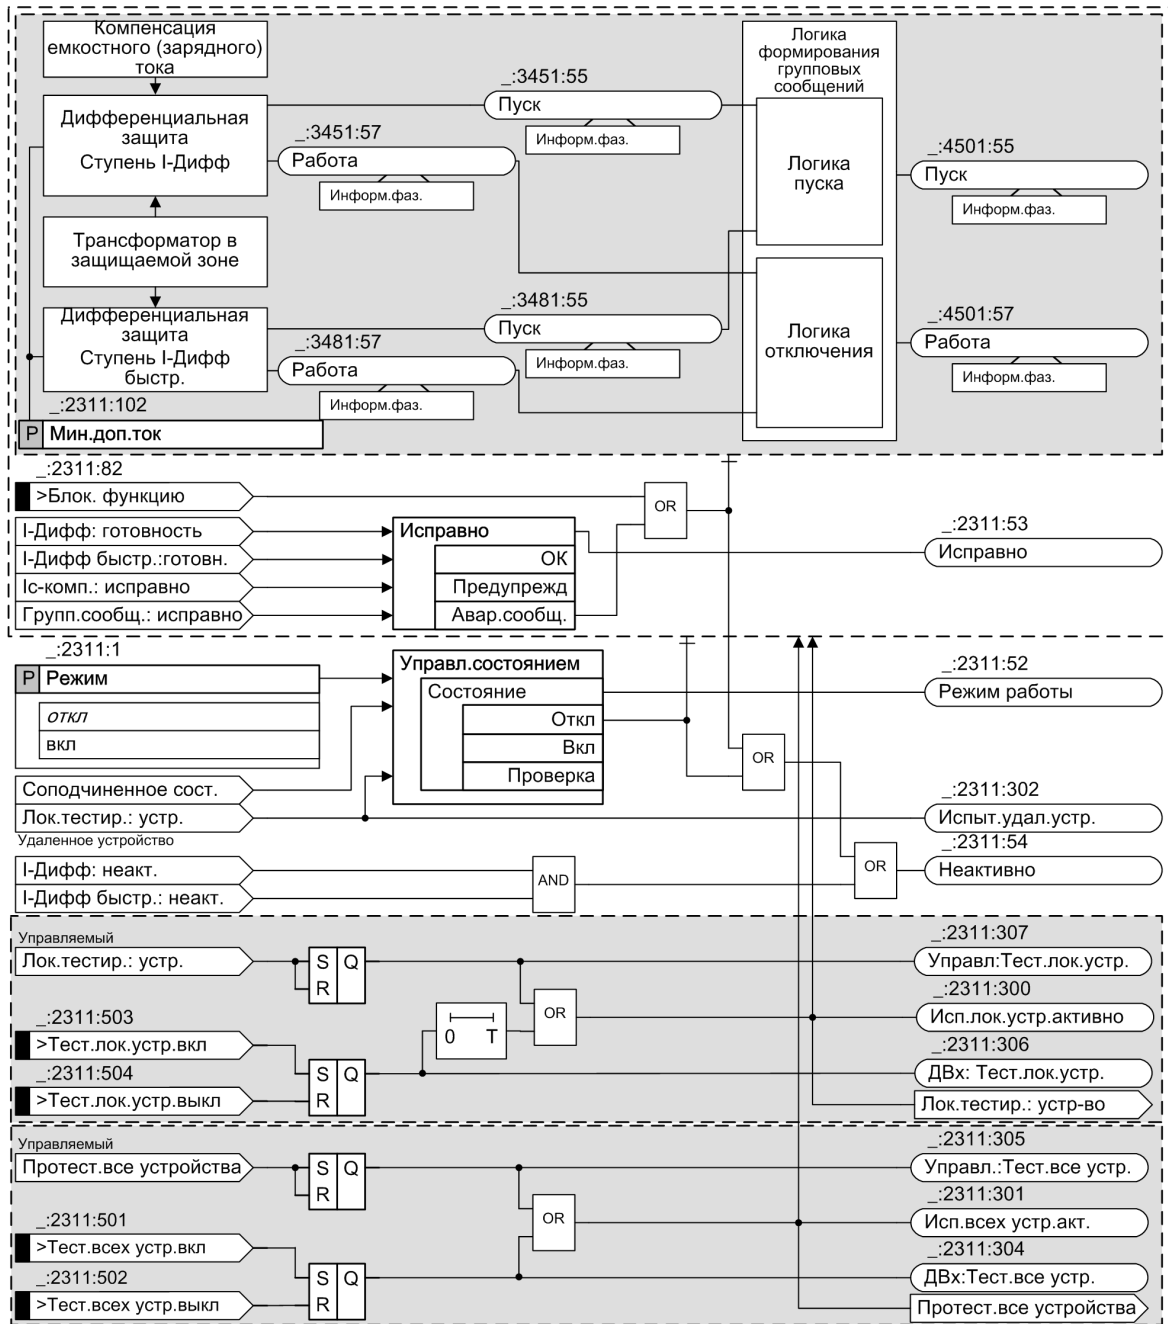 Компенсация
емкостного (зарядного)
тока
Логика
формирования
групповых
сообщений
_:3451:55
Пуск
Информ.фаз.
Дифференциальная
защита
Ступень I-Дифф
_:3451:57
Работа
Информ.фаз.
Логика
пуска
_:4501:55
Пуск
Информ.фаз.
Трансформатор в
защищаемой зоне
Дифференциальная
защита
Ступень I-Дифф
быстр.
_:3481:55
Пуск
Информ.фаз.
_:3481:57
Работа
Информ.фаз.
Логика
отключения
_:4501:57
Работа
Информ.фаз.
_:2311:102
P Мин.доп.ток
_:2311:82
>Блок. функцию
OR
I-Дифф: готовность
I-Дифф быстр.:готовн.
Iс-комп.: исправно
Групп.сообщ.: исправно
Исправно
ОК
Предупрежд
Авар.сообщ.
_:2311:53
Исправно
_:2311:1
P Режим
откл
вкл
Управл.состоянием
Состояние
Откл
Вкл
Проверка
_:2311:52
Режим работы
OR
Соподчиненное сост.
Лок.тестир.: устр.
Удаленное устройство
_:2311:302
Испыт.удал.устр.
I-Дифф: неакт.
I-Дифф быстр.: неакт.
AND
OR
_:2311:54
Неактивно
Управляемый
Лок.тестир.: устр.
S Q
R
_:2311:307
Управл:Тест.лок.устр.
OR
_:2311:300
Исп.лок.устр.активно
_:2311:503
>Тест.лок.устр.вкл
0 T
_:2311:504
>Тест.лок.устр.выкл
S Q
R
_:2311:306
ДВх: Тест.лок.устр.
Лок.тестир.: устр-во
Управляемый
Протест.все устройства
S Q
R
_:2311:305
Управл.:Тест.все устр.
OR
_:2311:301
Исп.всех устр.акт.
_:2311:501
>Тест.всех устр.вкл
_:2311:502
>Тест.всех устр.выкл
S Q
R
_:2311:304
ДВх:Тест.все устр.
Протест.все устройства